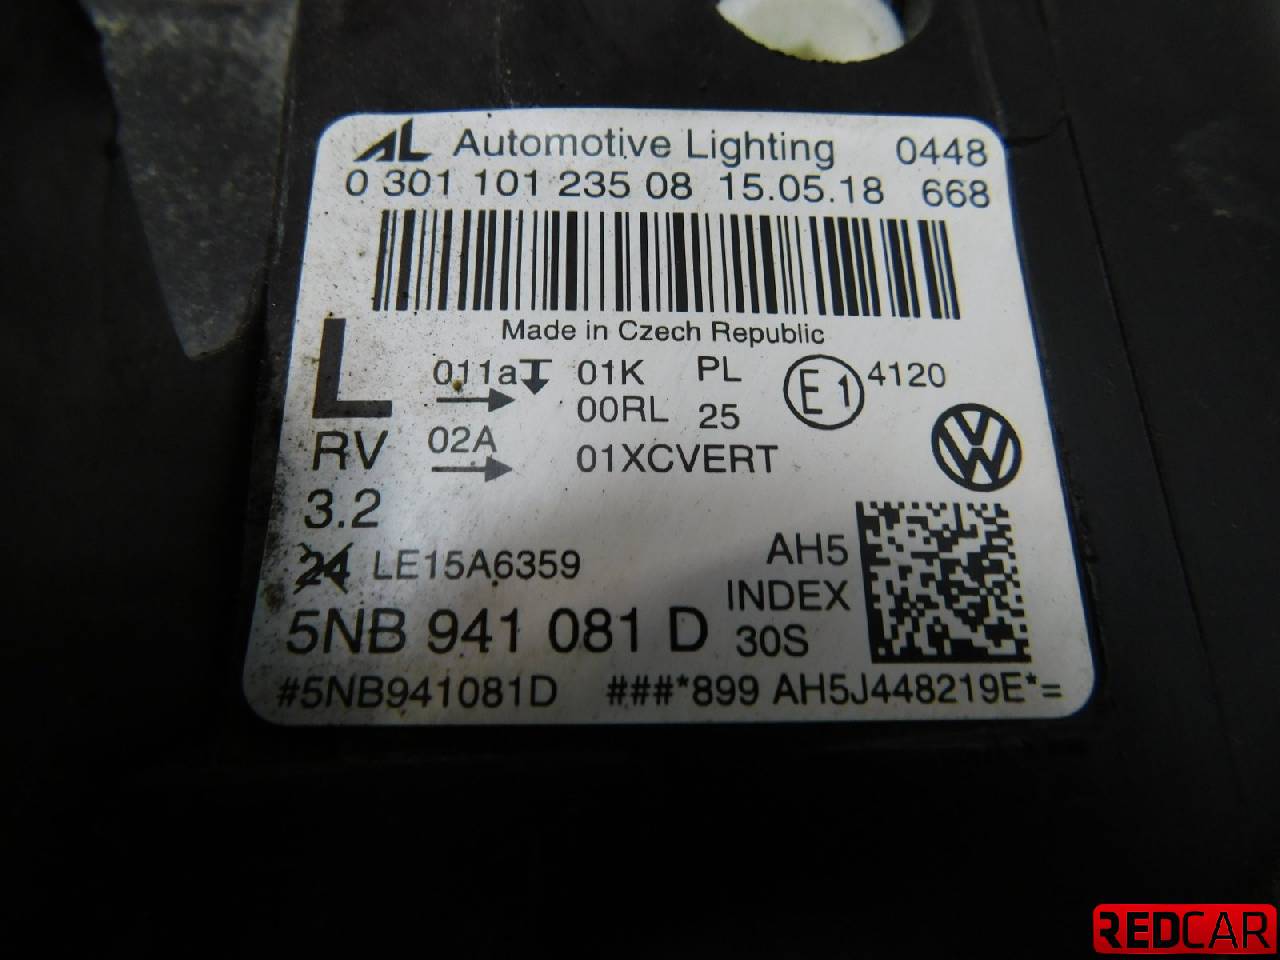 AL Automotive Lighting 0448
0 301 101 235 08 15.05.18 668
Made in Czech Republic
L 011a 01K PL E1 4120
00RL 25
RV 02A 01XCVERT
3.2
24 LE15A6359 AH5
INDEX
5NB 941 081 D 30S
#5NB941081D ###*899 AH5J448219E*=
REDCAR